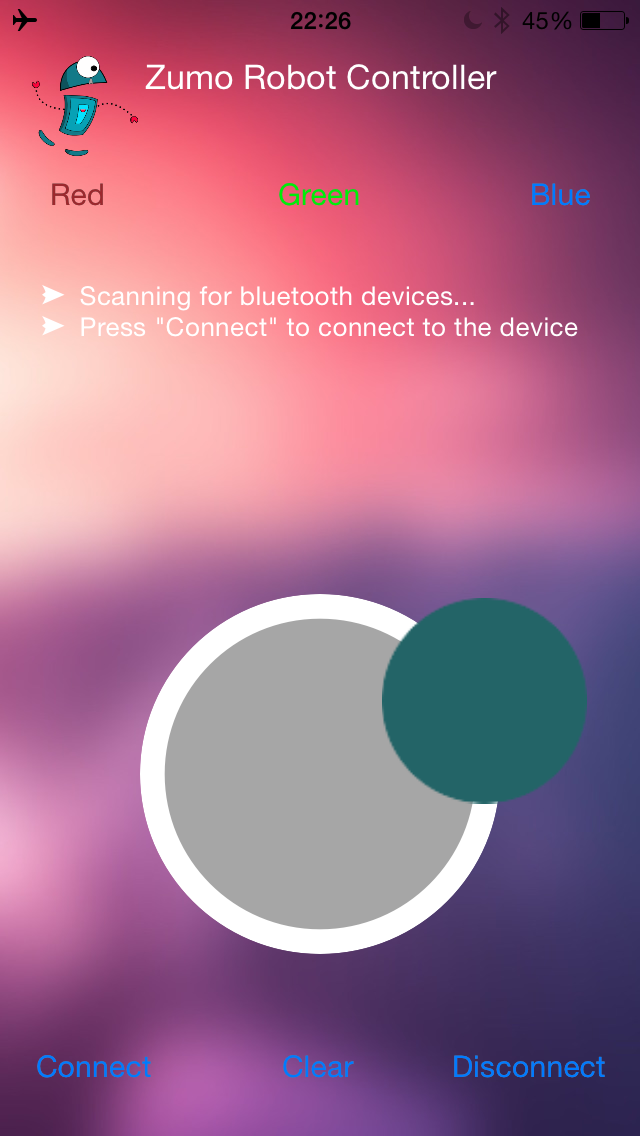 22:26 45%
Zumo Robot Controller
Red Green Blue
➤ Scanning for bluetooth devices...
➤ Press "Connect" to connect to the device
Connect Clear Disconnect